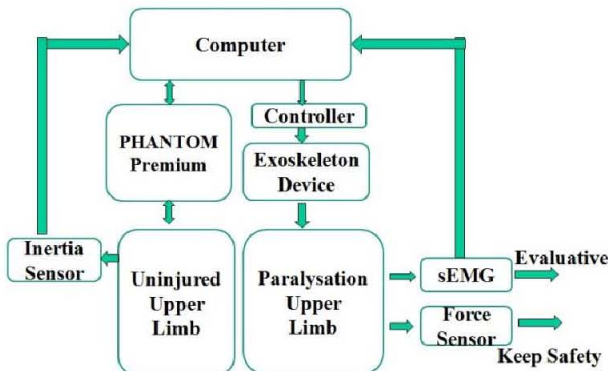 Computer
PHANTOM
Premium
Controller
Exoskeleton
Device
Inertia
Sensor
Uninjured
Upper
Limb
Paralysation
Upper
Limb
sEMG
Evaluative
Force
Sensor
Keep Safety